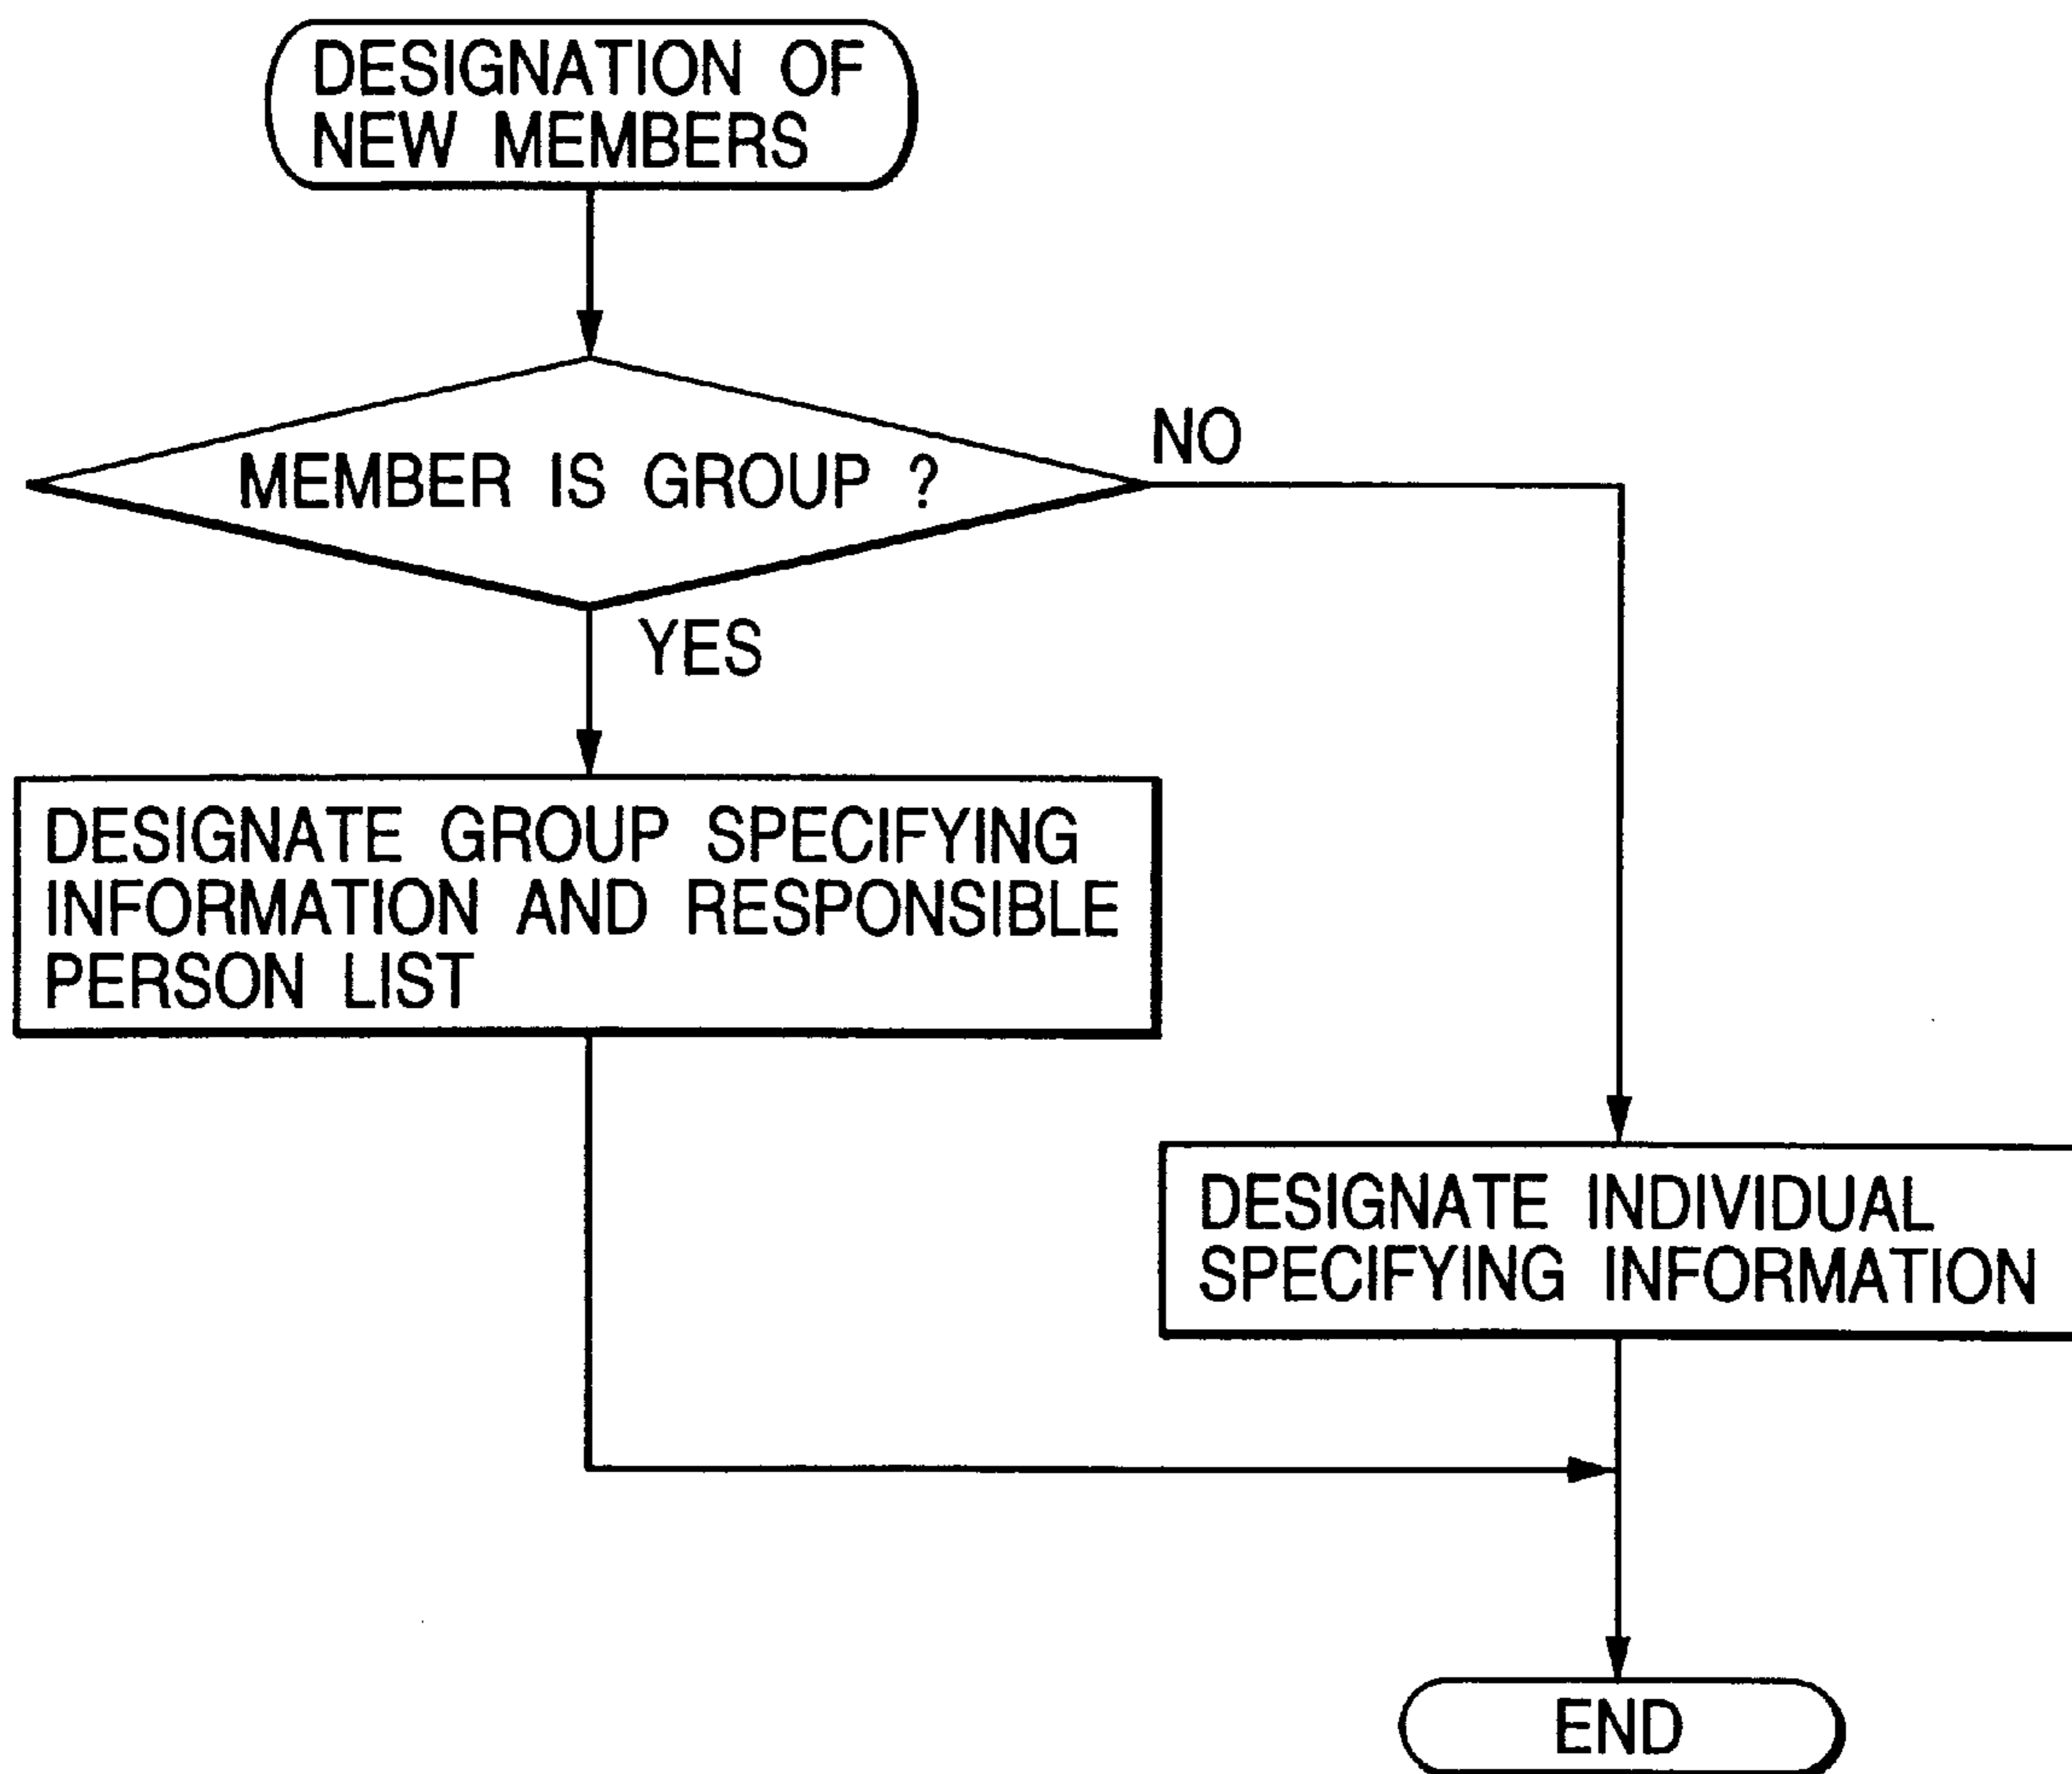 DESIGNATION OF
NEW MEMBERS
MEMBER IS GROUP ?
NO
YES
DESIGNATE GROUP SPECIFYING
INFORMATION AND RESPONSIBLE
PERSON LIST
DESIGNATE INDIVIDUAL
SPECIFYING INFORMATION
END